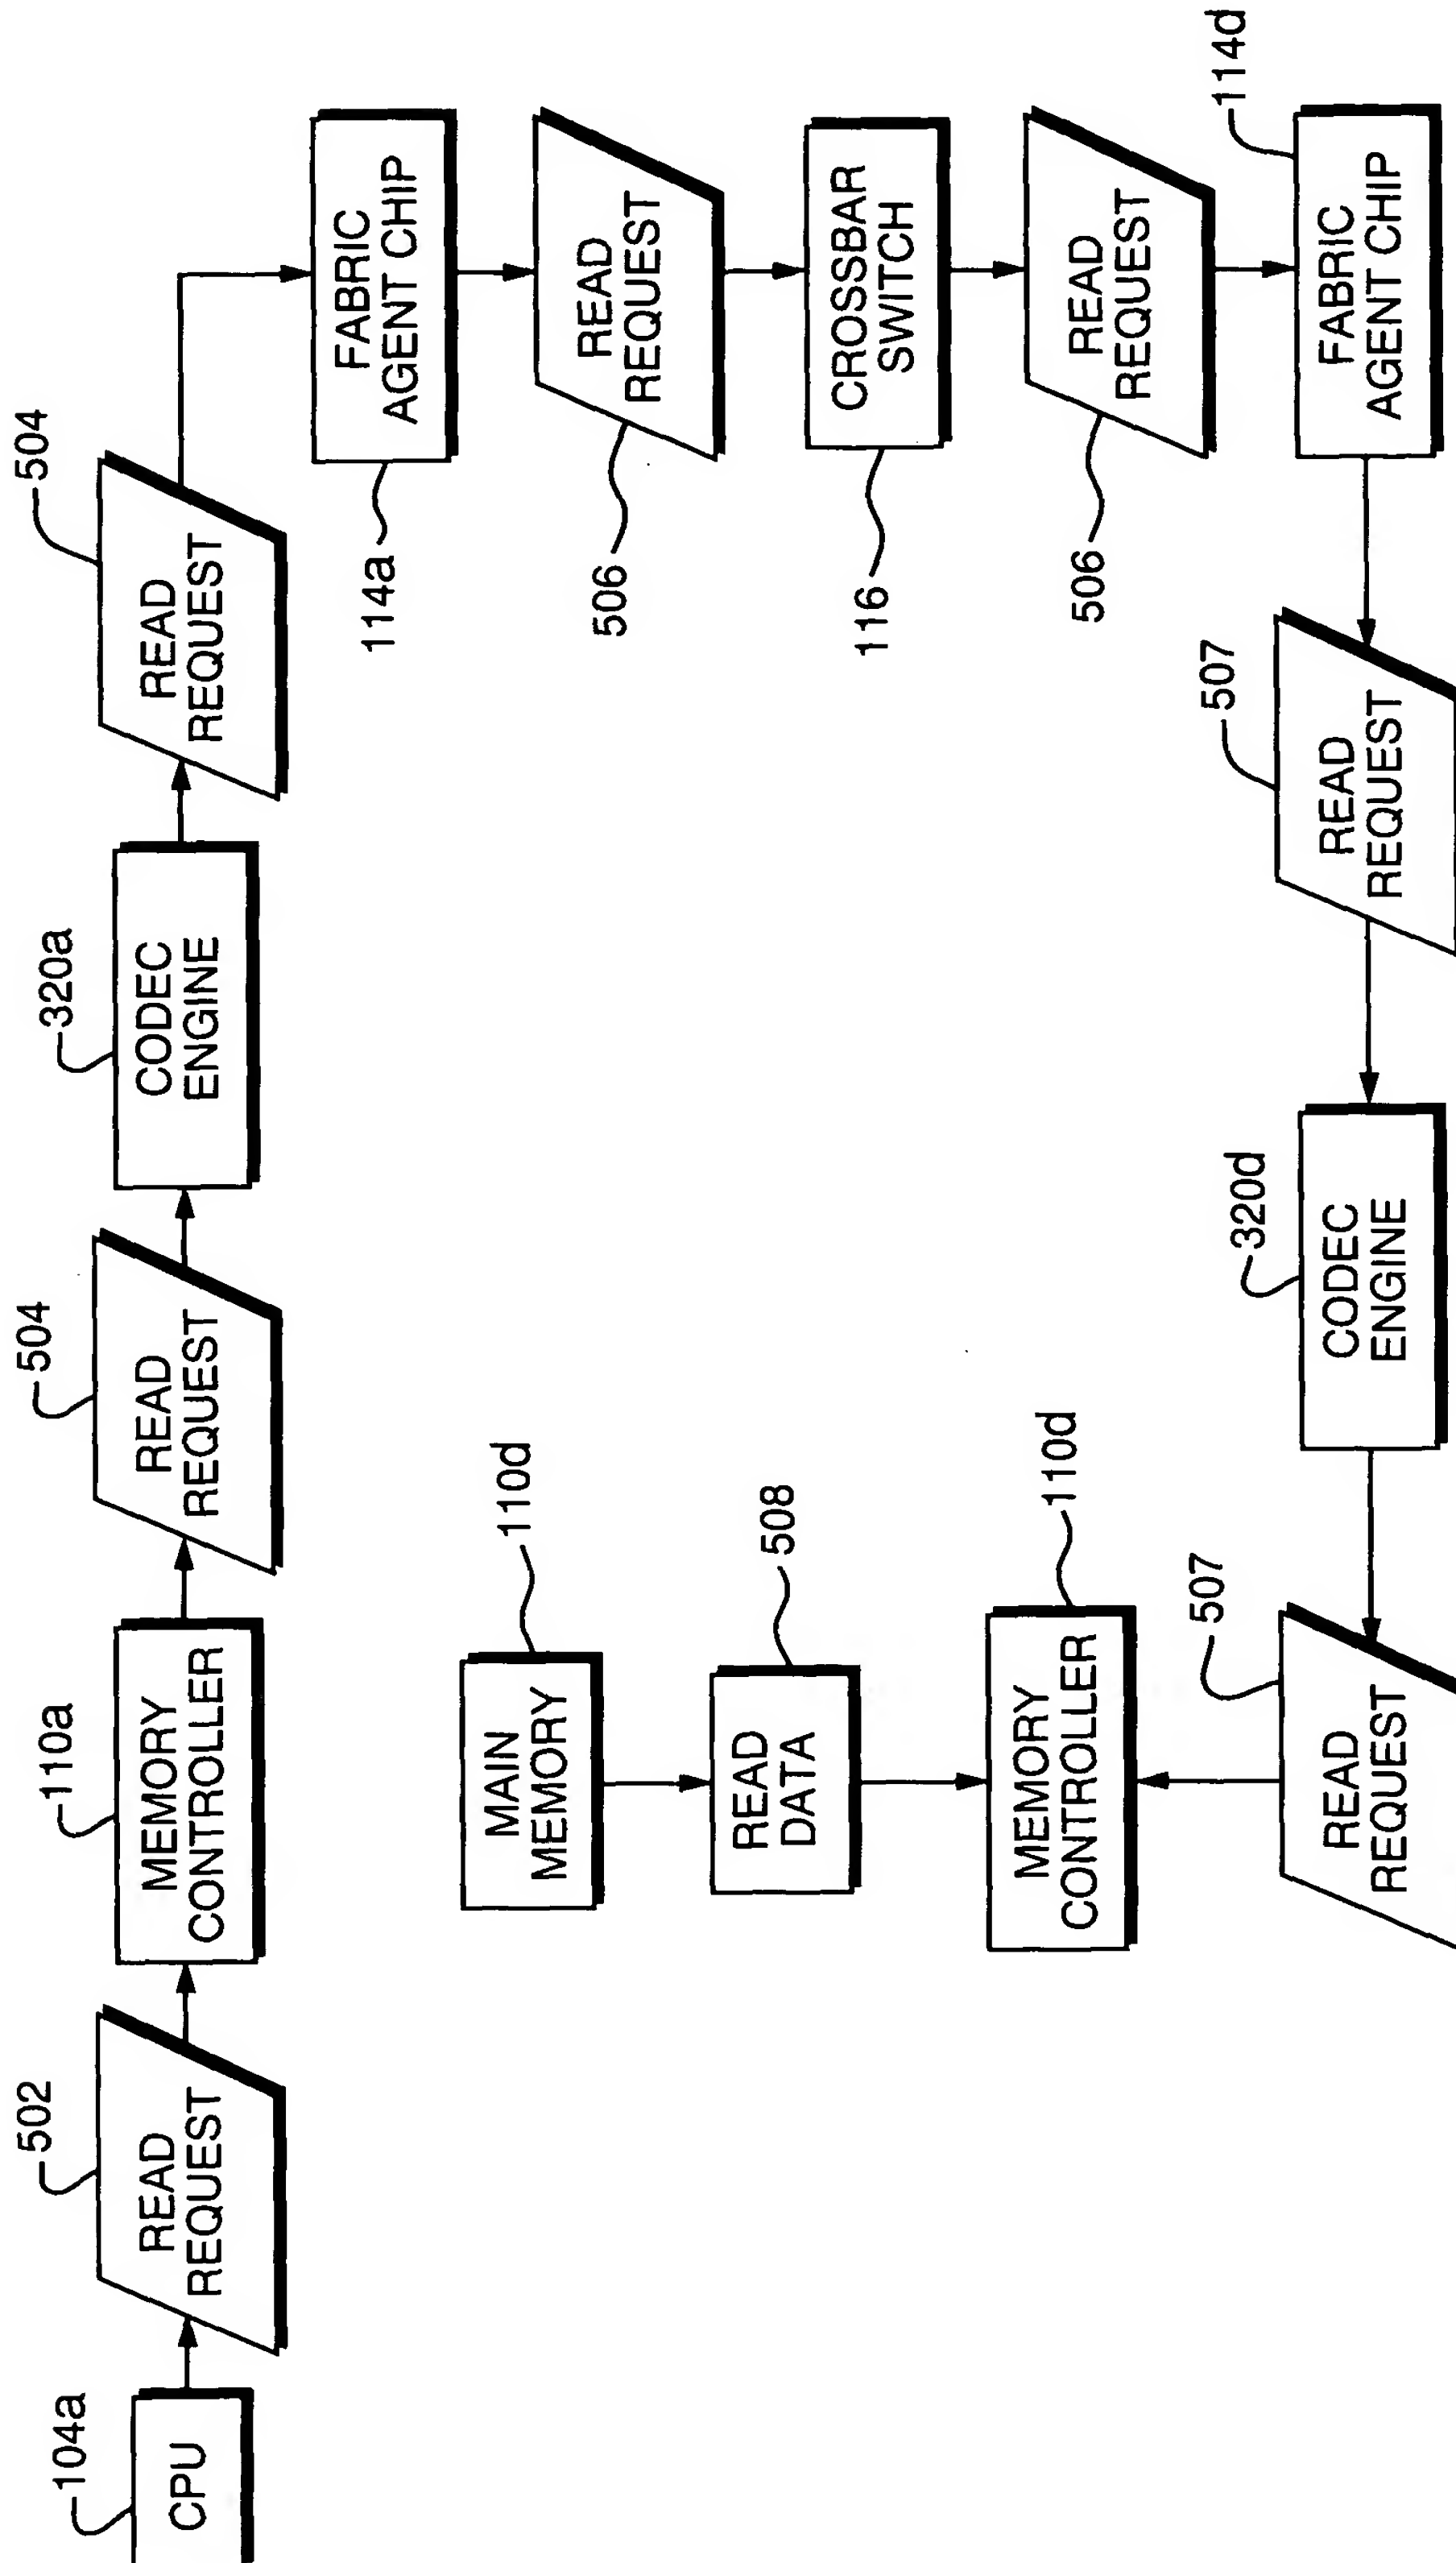 104a
CPU
502
READ
REQUEST
110a
MEMORY
CONTROLLER
504
READ
REQUEST
320a
CODEC
ENGINE
504
READ
REQUEST
114a
FABRIC
AGENT CHIP
506
READ
REQUEST
116
CROSSBAR
SWITCH
506
READ
REQUEST
114d
FABRIC
AGENT CHIP
507
READ
REQUEST
320d
CODEC
ENGINE
507
READ
REQUEST
110d
MEMORY
CONTROLLER
508
READ
DATA
110d
MAIN
MEMORY